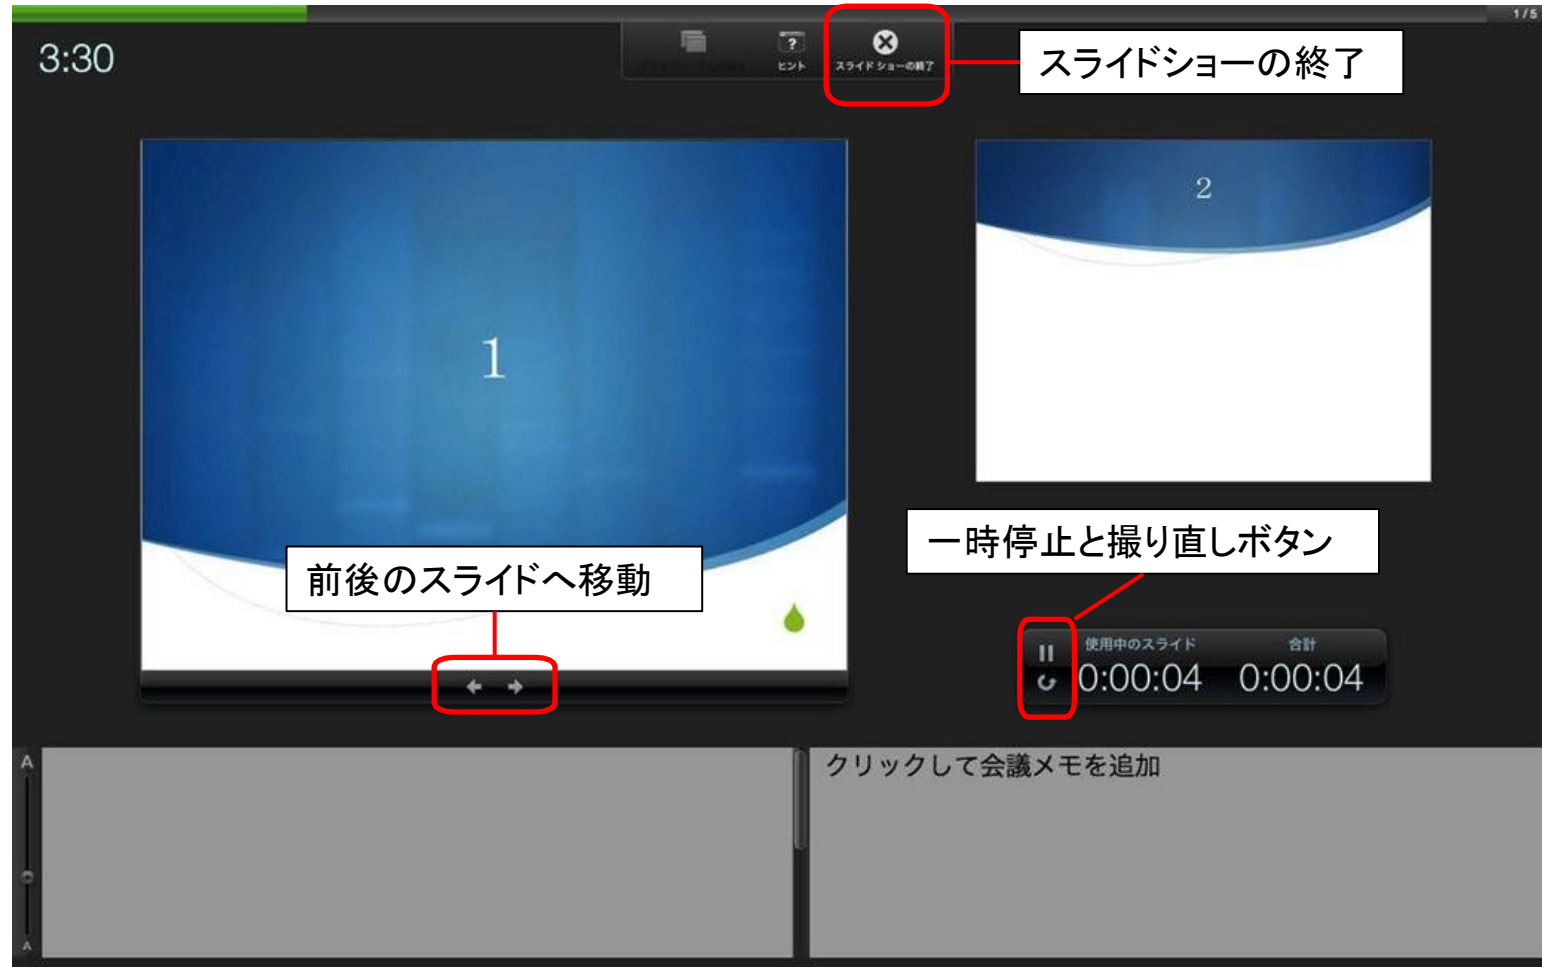 1/5
3:30
?
ヒント
スライド ショーの終了
スライドショーの終了
1
2
前後のスライドへ移動
一時停止と撮り直しボタン
使用中のスライド 合計
0:00:04 0:00:04
A
A
クリックして会議メモを追加